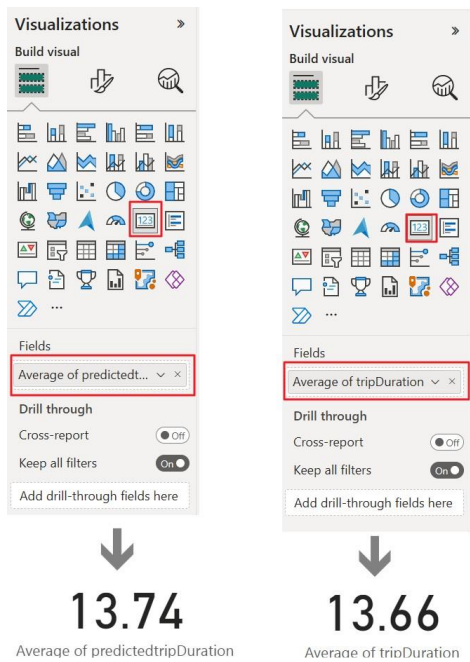 Visualizations »
Build visual
123
...
Fields
Average of predictedt...
Drill through
Cross-report Off
Keep all filters On
Add drill-through fields here
13.74
Average of predictedtripDuration
Visualizations »
Build visual
123
...
Fields
Average of tripDuration
Drill through
Cross-report Off
Keep all filters On
Add drill-through fields here
13.66
Average of tripDuration